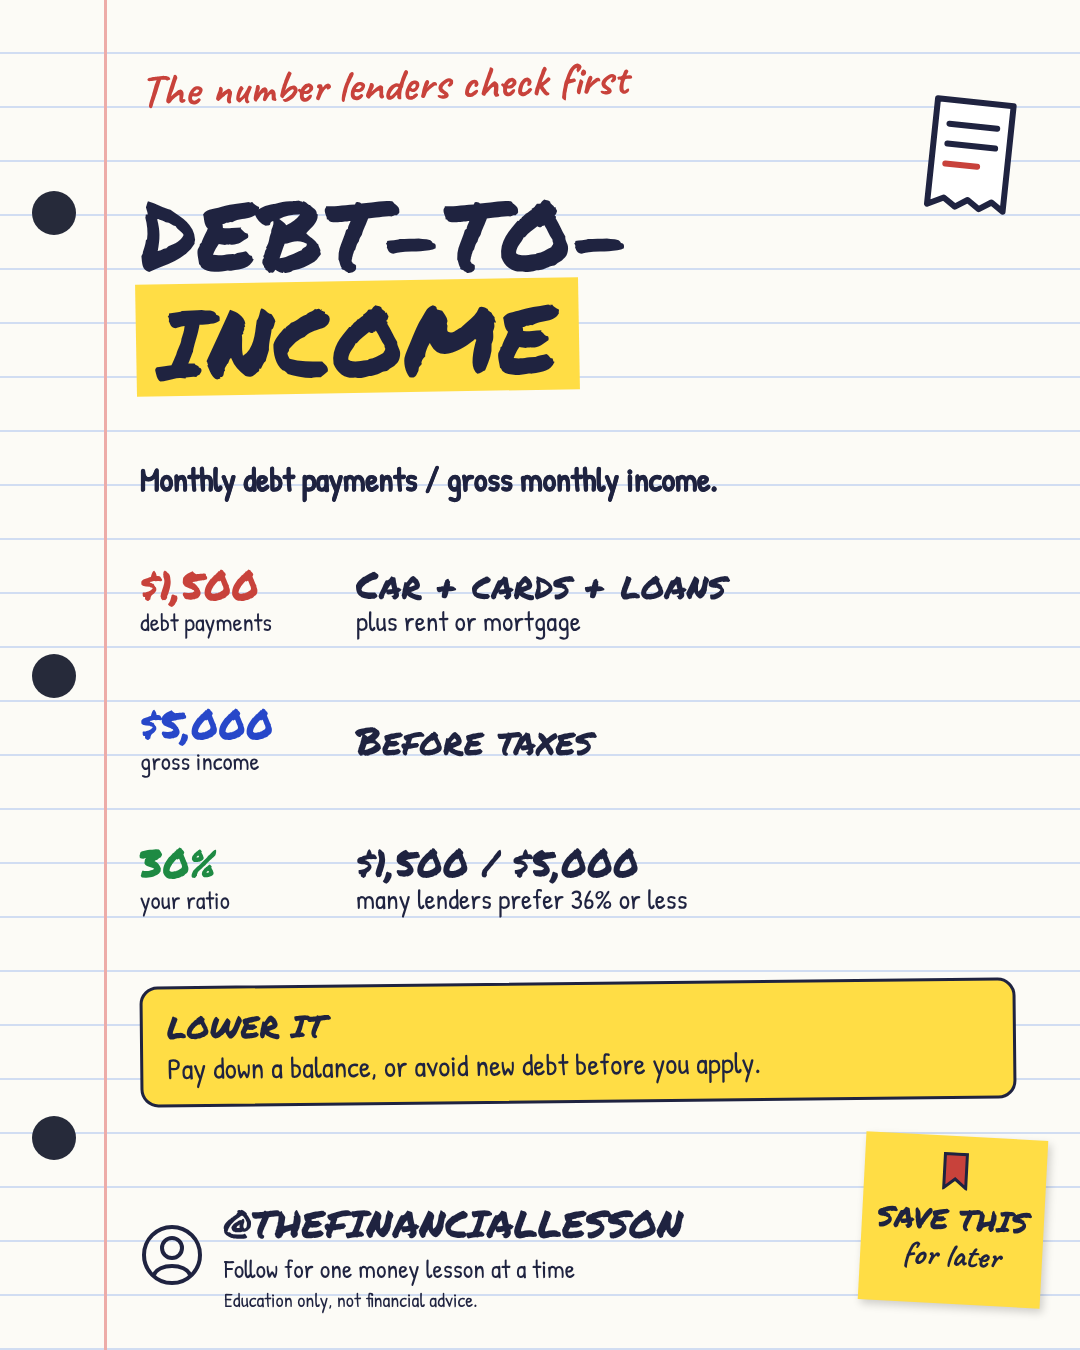 The number lenders check first
DEBT-TO-
INCOME
Monthly debt payments / gross monthly income.
$1,500
debt payments
CAR + CARDS + LOANS
plus rent or mortgage
$5,000
gross income
BEFORE TAXES
30%
your ratio
$1,500 / $5,000
many lenders prefer 36% or less
LOWER IT
Pay down a balance, or avoid new debt before you apply.
@THEFINANCIALLESSON
Follow for one money lesson at a time
Education only, not financial advice.
SAVE THIS
for later